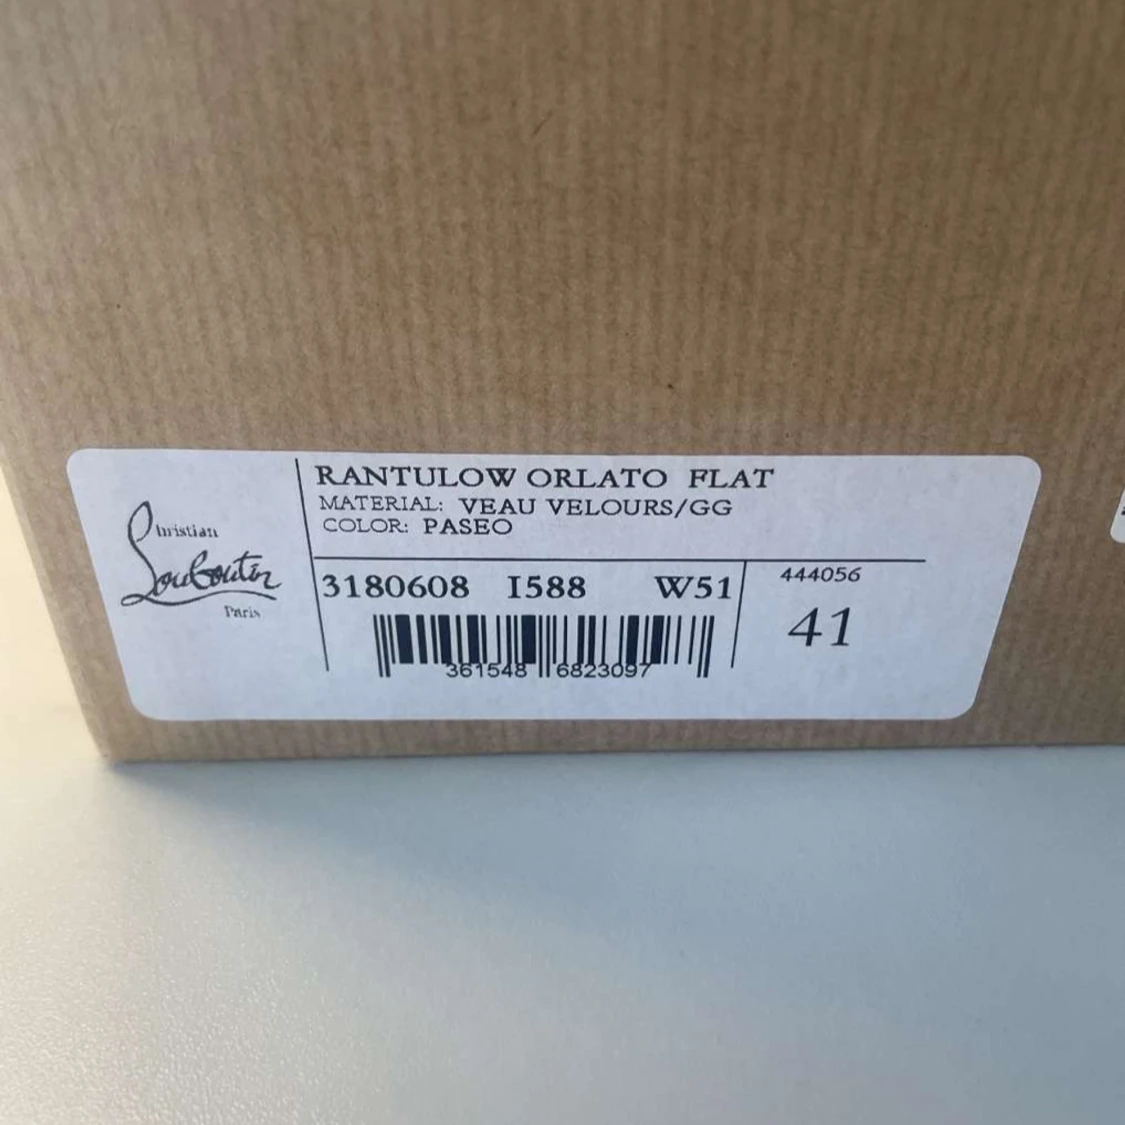 Christian
Louboutin
Paris
RANTULOW ORLATO FLAT
MATERIAL: VEAU VELOURS/GG
COLOR: PASEO
3180608 I588 W51
444056
41
361548 6823097